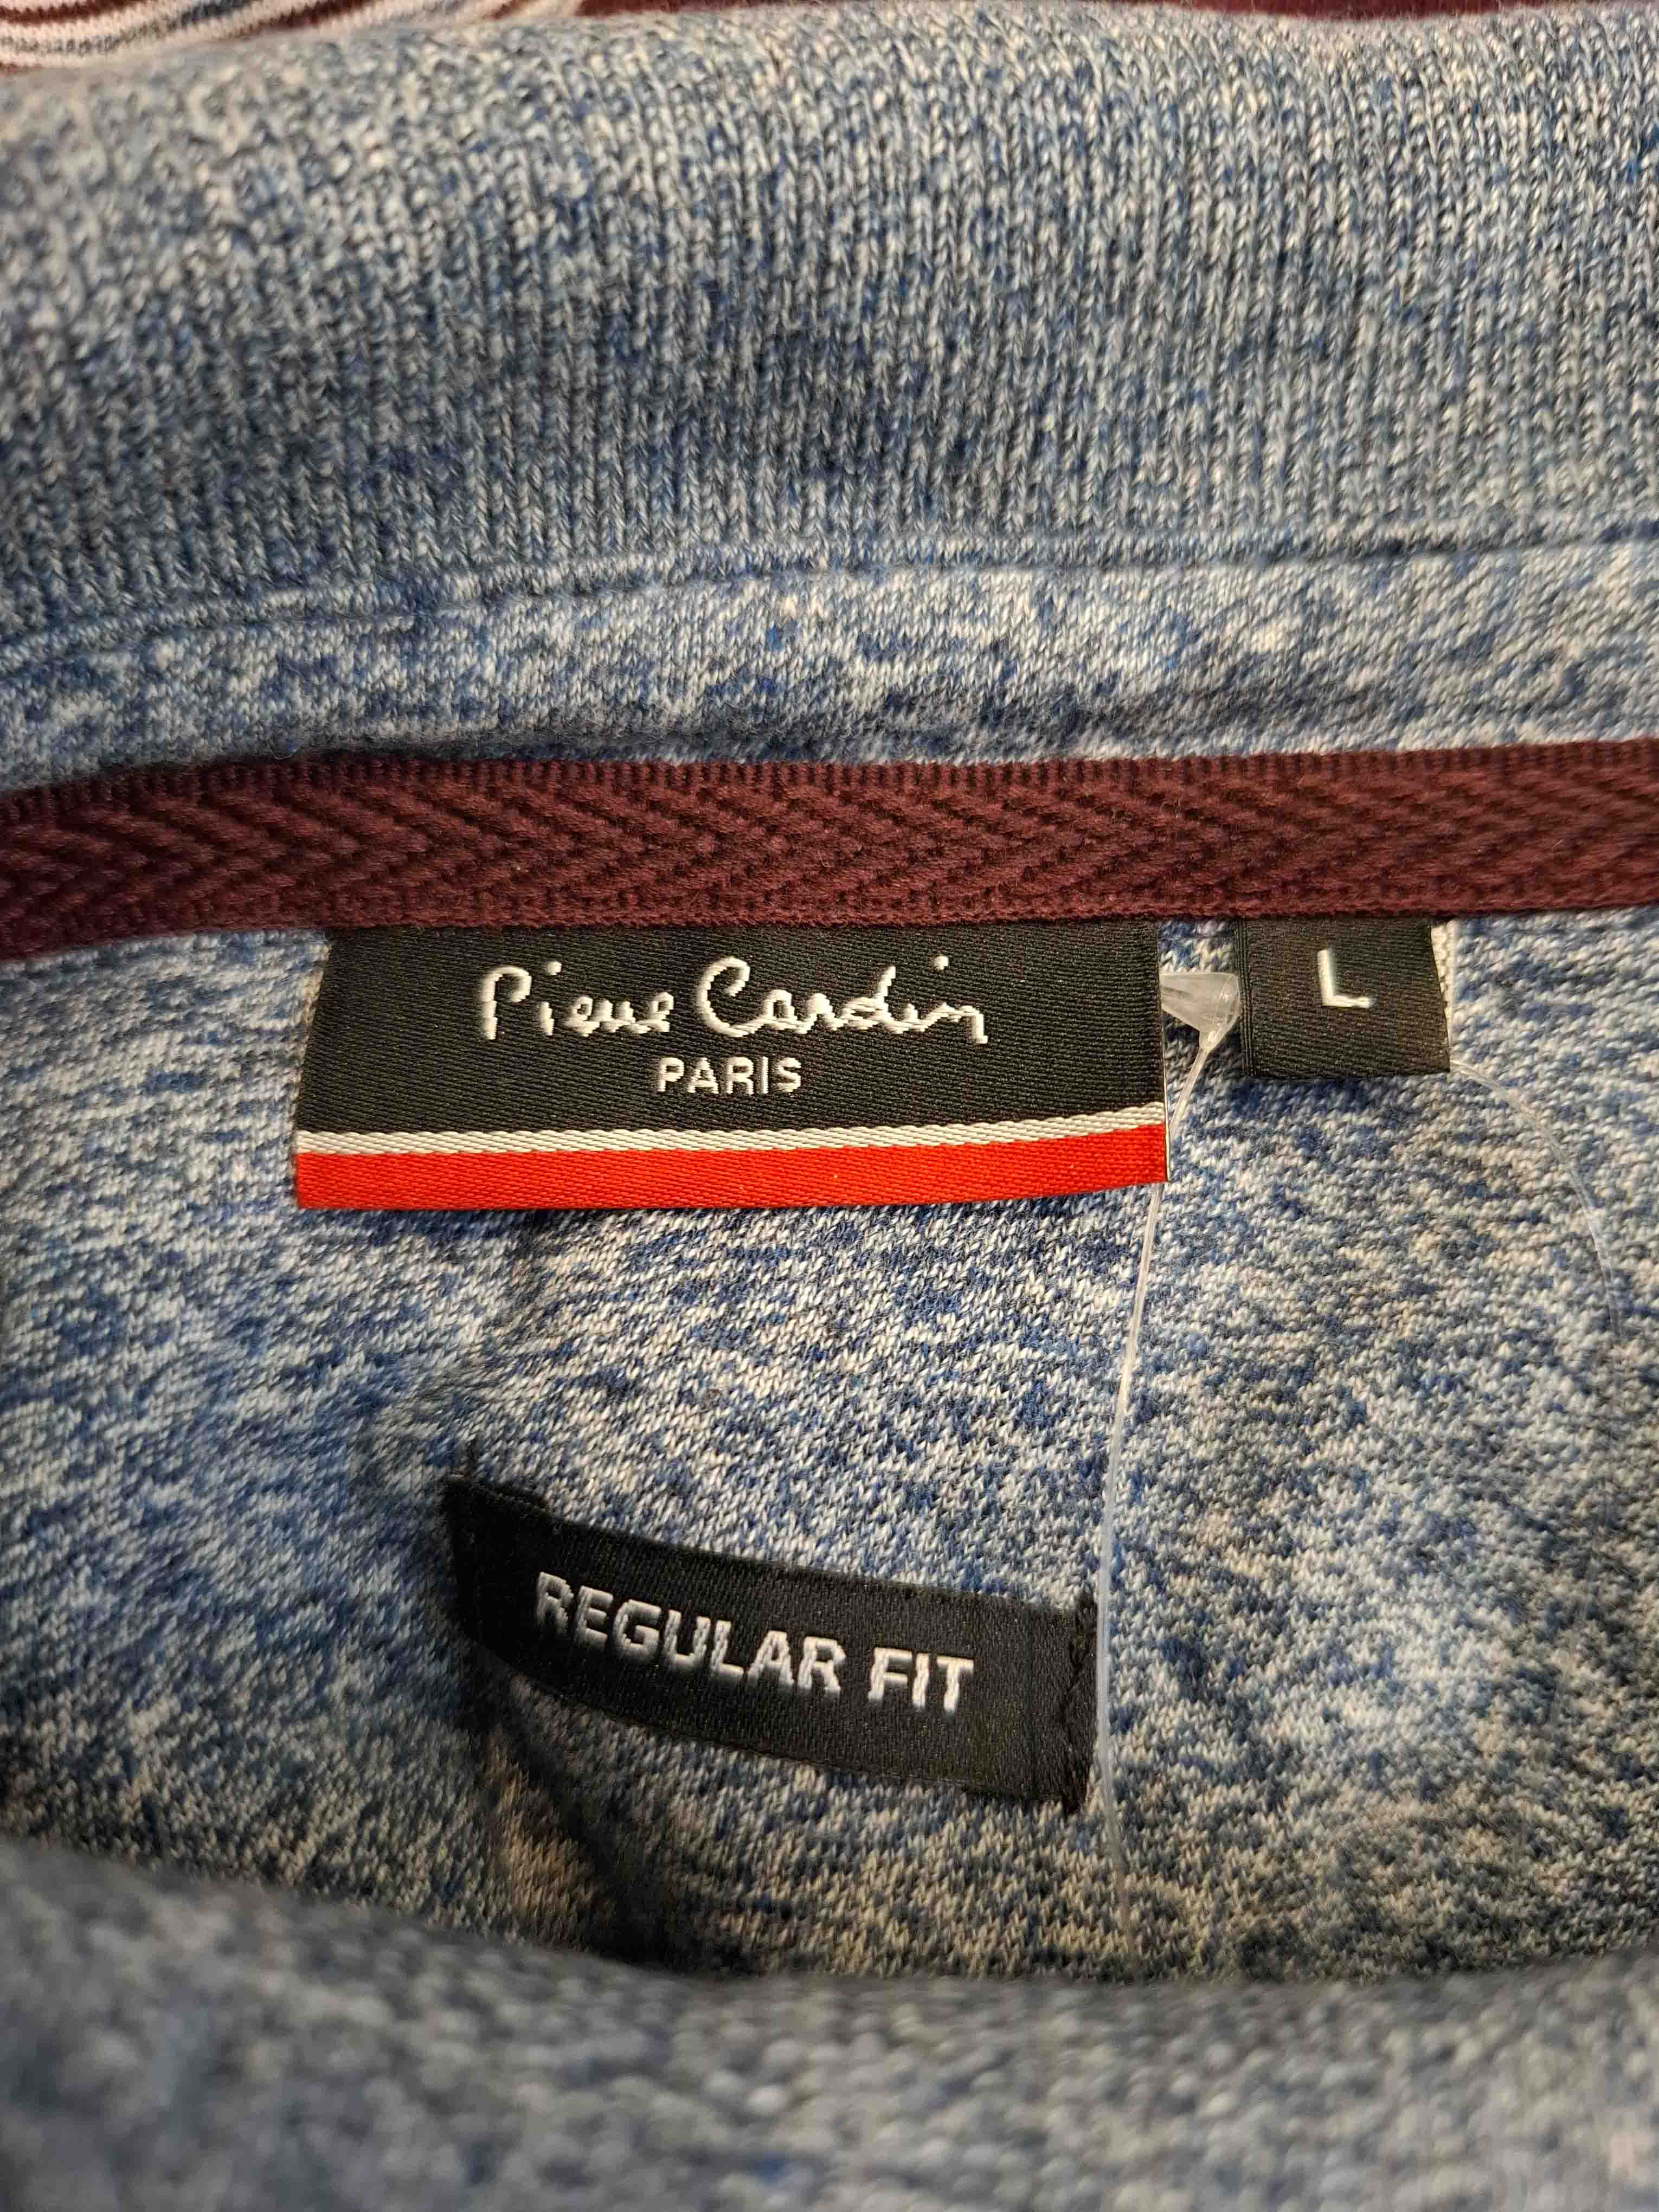 Pierre Cardin
PARIS
L
REGULAR FIT